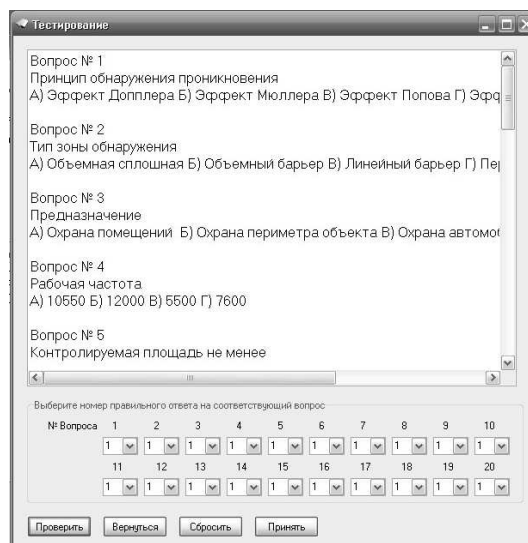 Тестирование
Вопрос № 1
Принцип обнаружения проникновения
А) Эффект Допплера Б) Эффект Мюллера В) Эффект Попова Г) Эфф
Вопрос № 2
Тип зоны обнаружения
А) Объемная сплошная Б) Объемный барьер В) Линейный барьер Г) Пер
Вопрос № 3
Предназначение
А) Охрана помещений Б) Охрана периметра объекта В) Охрана автомоб
Вопрос № 4
Рабочая частота
А) 10550 Б) 12000 В) 5500 Г) 7600
Вопрос № 5
Контролируемая площадь не менее
Выберите номер правильного ответа на соответствующий вопрос
№ Вопроса 1 2 3 4 5 6 7 8 9 10
1 1 1 1 1 1 1 1 1 1
11 12 13 14 15 16 17 18 19 20
1 1 1 1 1 1 1 1 1 1
Проверить Вернуться Сбросить Принять